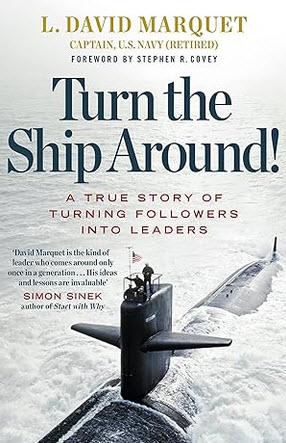 L. DAVID MARQUET
CAPTAIN, U.S. NAVY (RETIRED)
FOREWORD BY STEPHEN R. COVEY
Turn the
Ship Around!
A TRUE STORY OF
TURNING FOLLOWERS
INTO LEADERS
'David Marquet is the kind of
leader who comes around only
once in a generation . . . His ideas
and lessons are invaluable'
SIMON SINEK
author of Start with Why